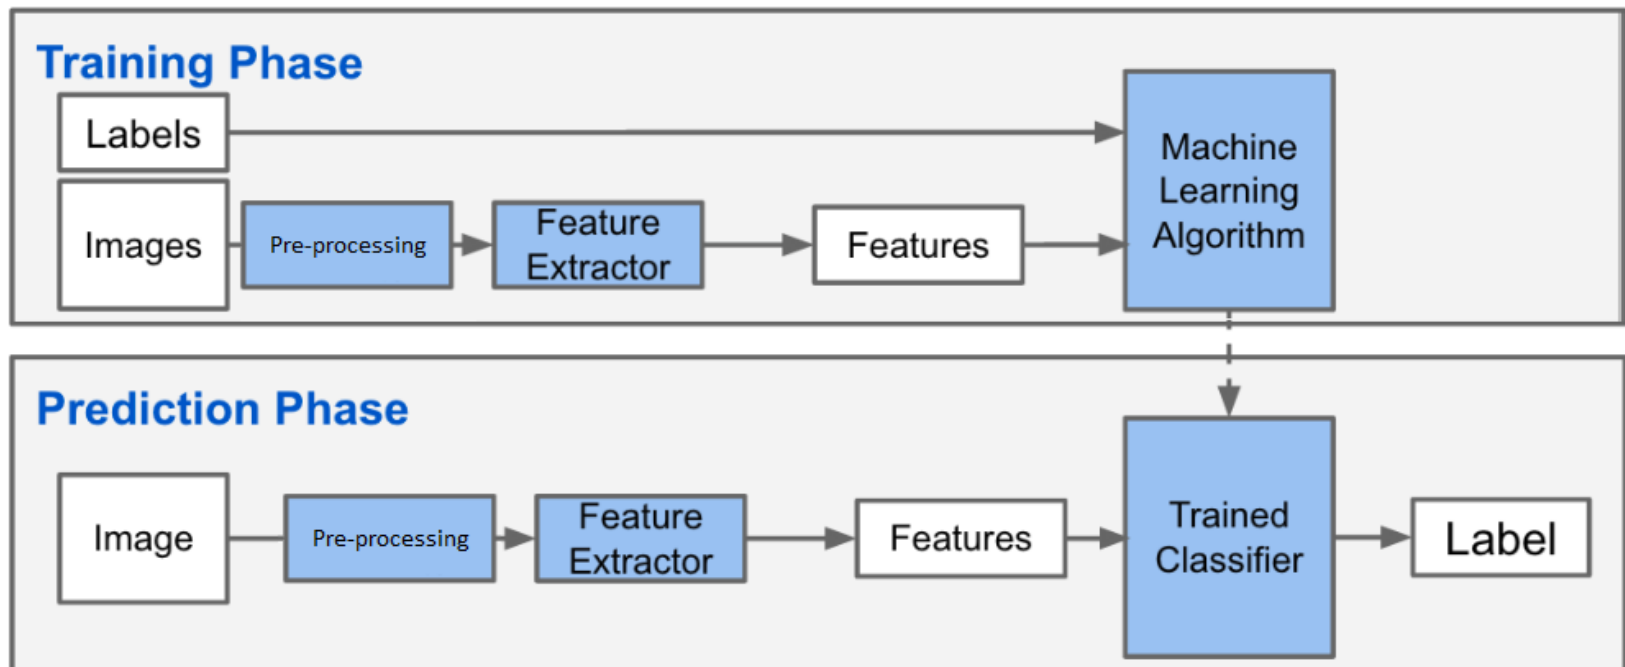 Training Phase
Labels
Images
Pre-processing
Feature
Extractor
Features
Machine
Learning
Algorithm
Prediction Phase
Image
Pre-processing
Feature
Extractor
Features
Trained
Classifier
Label